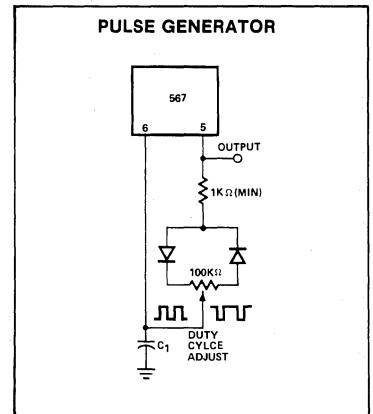 PULSE GENERATOR
567
6 5
OUTPUT
1KΩ(MIN)
100KΩ
DUTY
CYLCE
ADJUST
C1